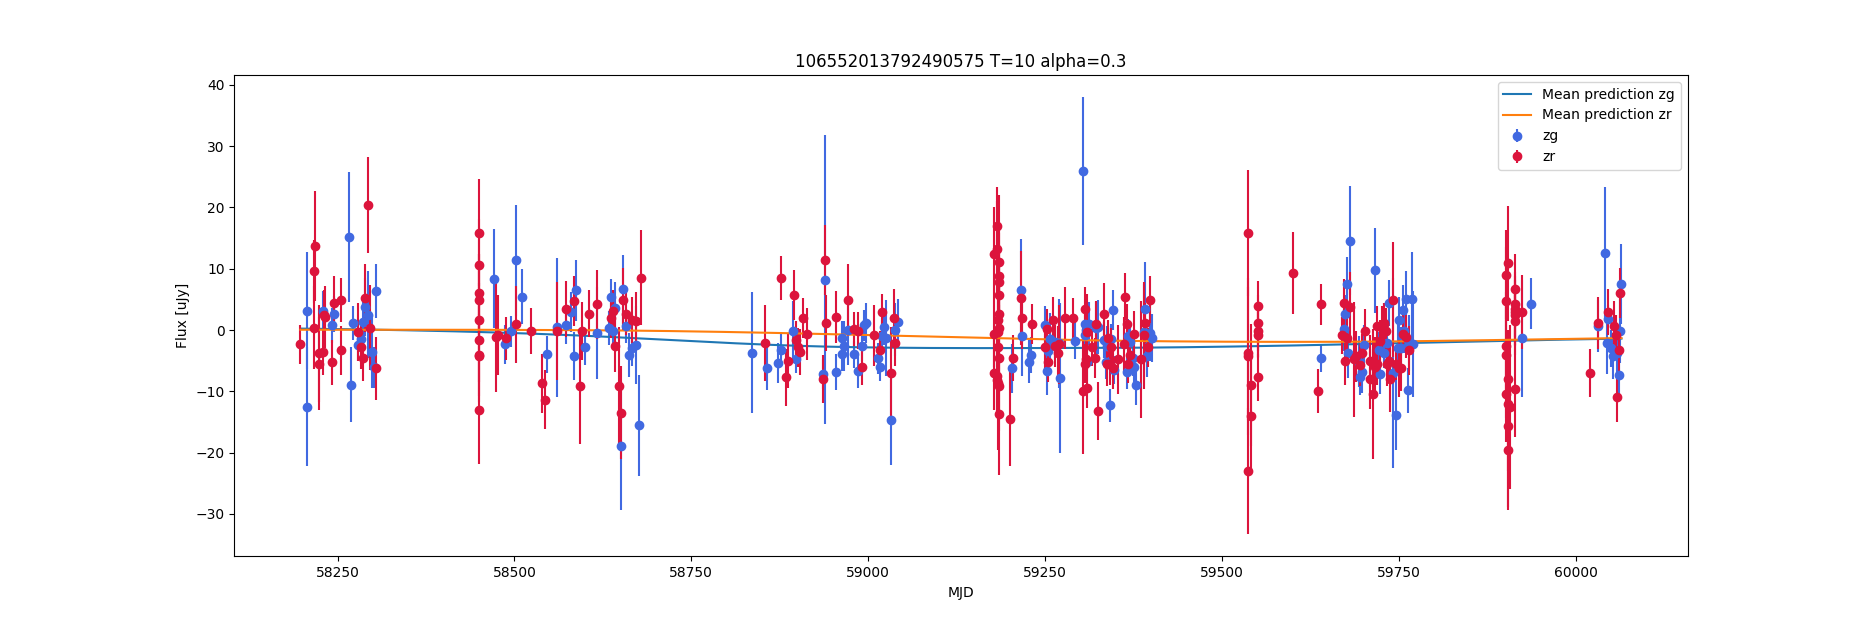 106552013792490575 T=10 alpha=0.3
Mean prediction zg
Mean prediction zr
zg
zr
Flux [uJy]
40
30
20
10
0
−10
−20
−30
58250 58500 58750 59000 59250 59500 59750 60000
MJD